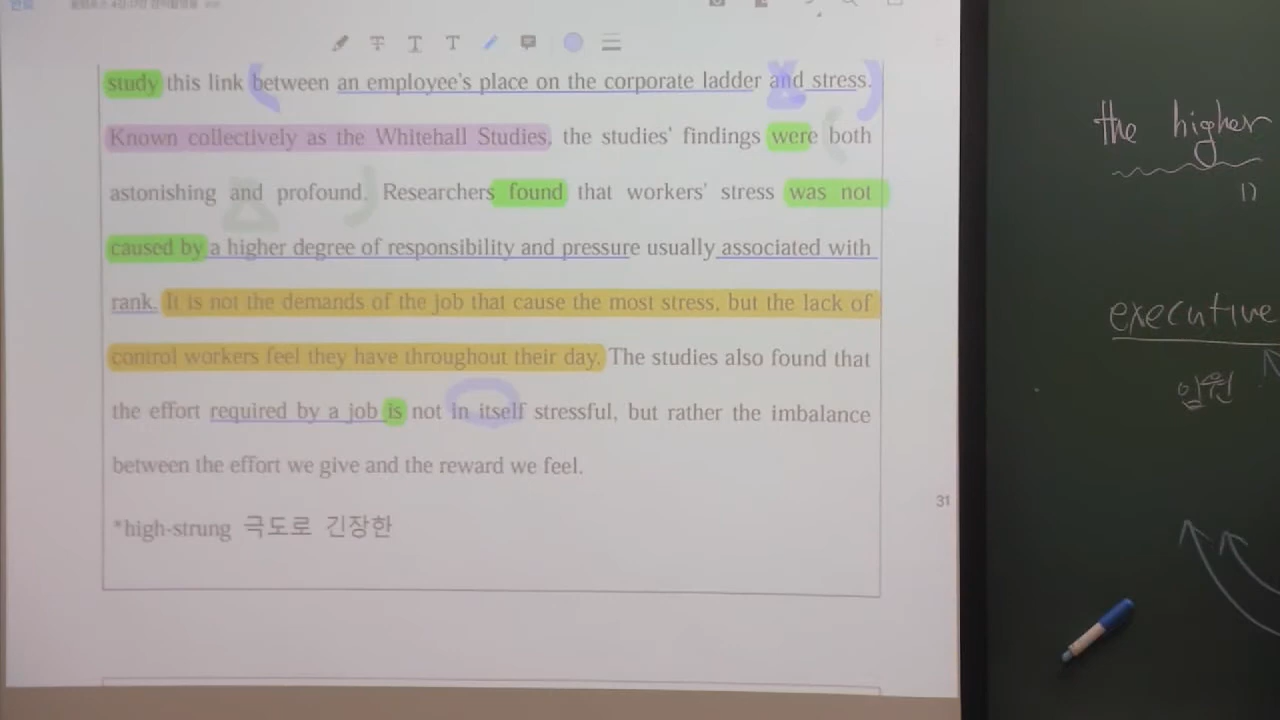 study this link between an employee's place on the corporate ladder and stress.
Known collectively as the Whitehall Studies, the studies' findings were both
astonishing and profound. Researchers found that workers' stress was not
caused by a higher degree of responsibility and pressure usually associated with
rank. It is not the demands of the job that cause the most stress, but the lack of
control workers feel they have throughout their day. The studies also found that
the effort required by a job is not in itself stressful, but rather the imbalance
between the effort we give and the reward we feel.
*high-strung 극도로 긴장한
31
the higher
executive
임원